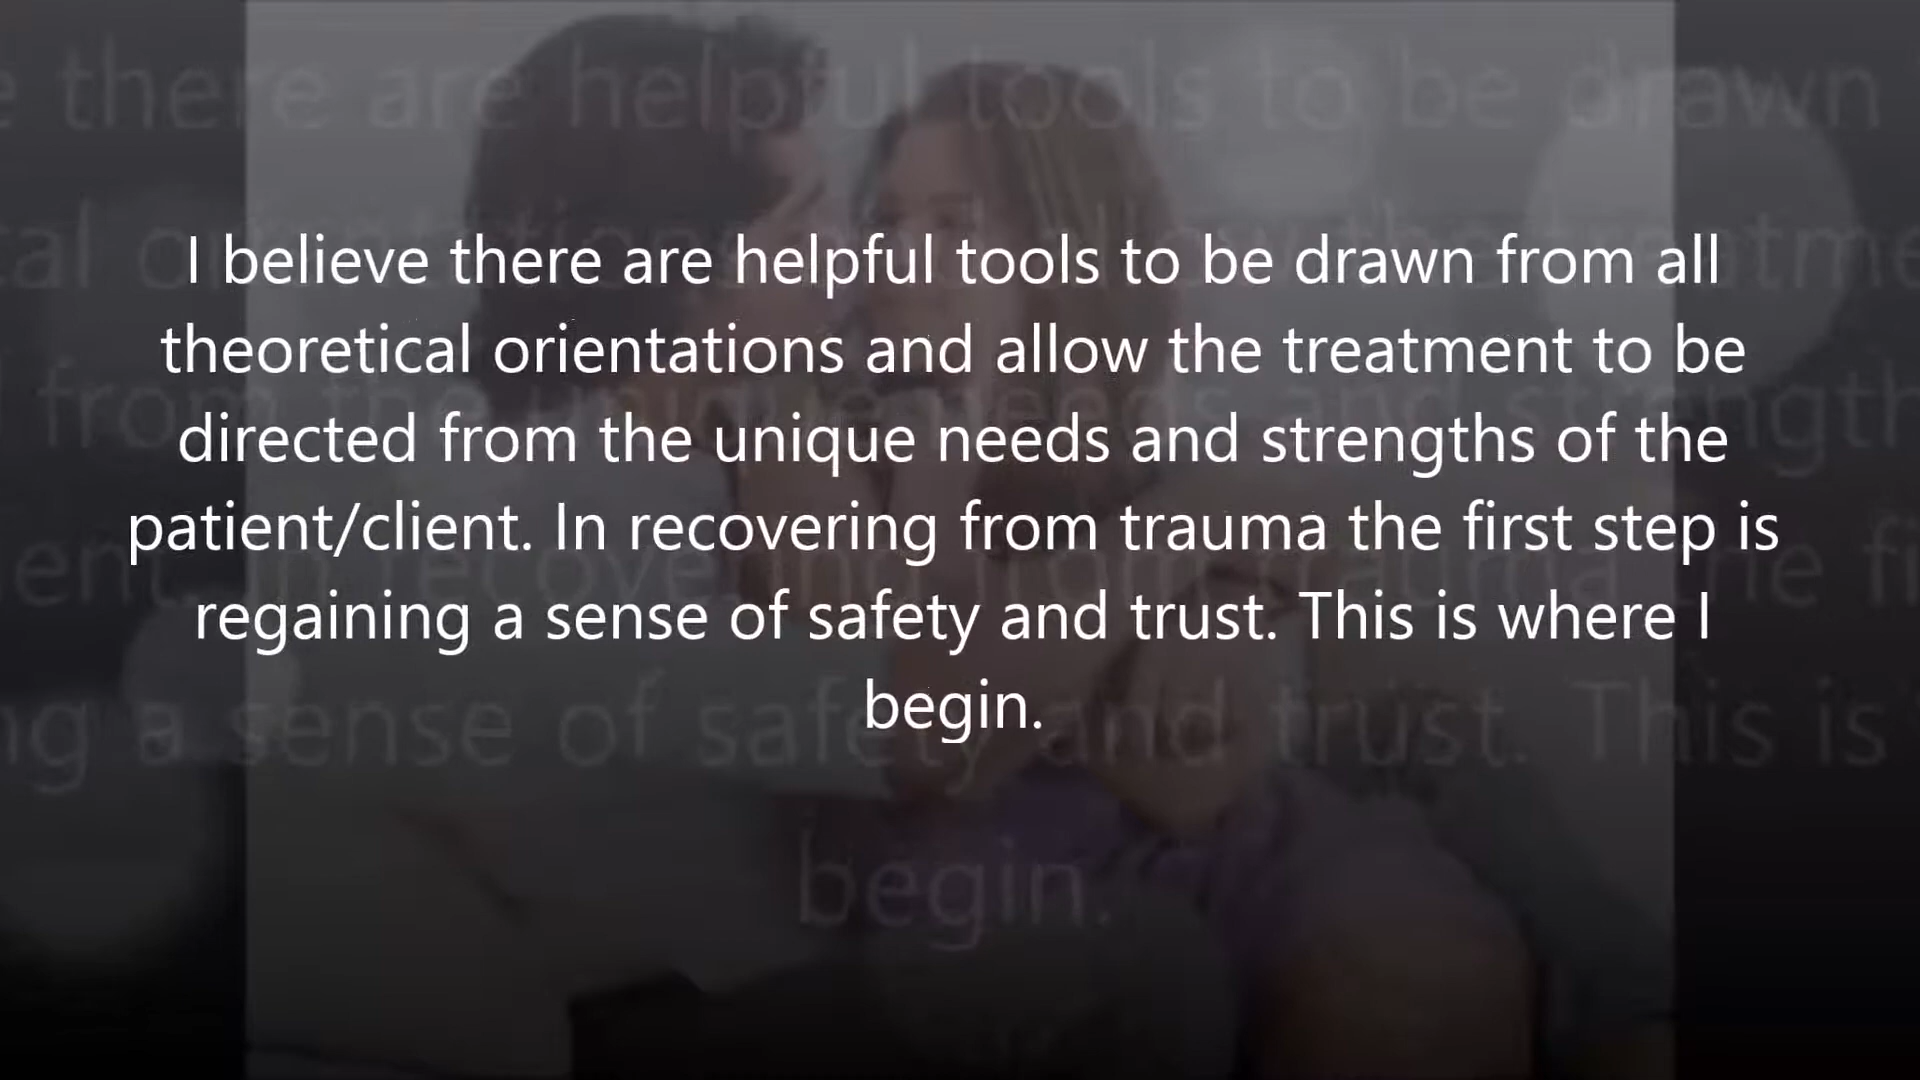 I believe there are helpful tools to be drawn from all
theoretical orientations and allow the treatment to be
directed from the unique needs and strengths of the
patient/client. In recovering from trauma the first step is
regaining a sense of safety and trust. This is where I
begin.